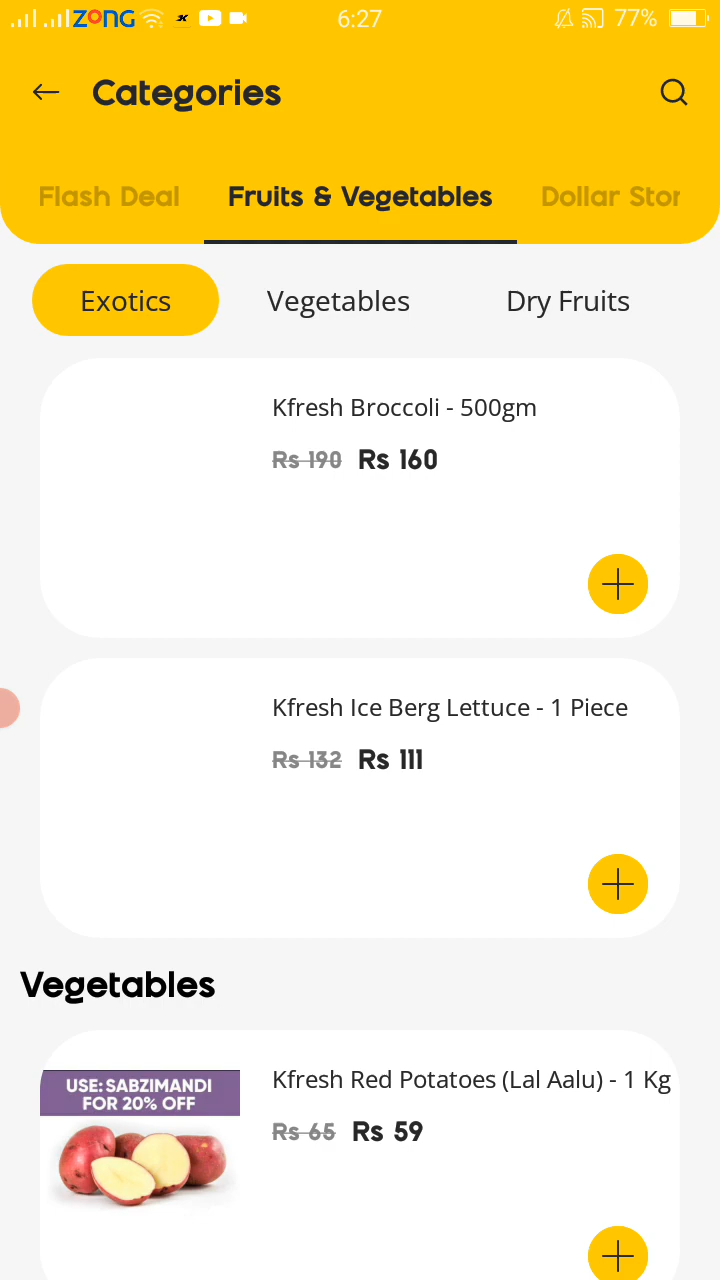 ZONG 6:27 77%
Categories
Flash Deal Fruits & Vegetables Dollar Stor
Exotics Vegetables Dry Fruits
Kfresh Broccoli - 500gm
Rs 190 Rs 160
Kfresh Ice Berg Lettuce - 1 Piece
Rs 132 Rs 111
Vegetables
USE: SABZIMANDI
FOR 20% OFF
Kfresh Red Potatoes (Lal Aalu) - 1 Kg
Rs 65 Rs 59